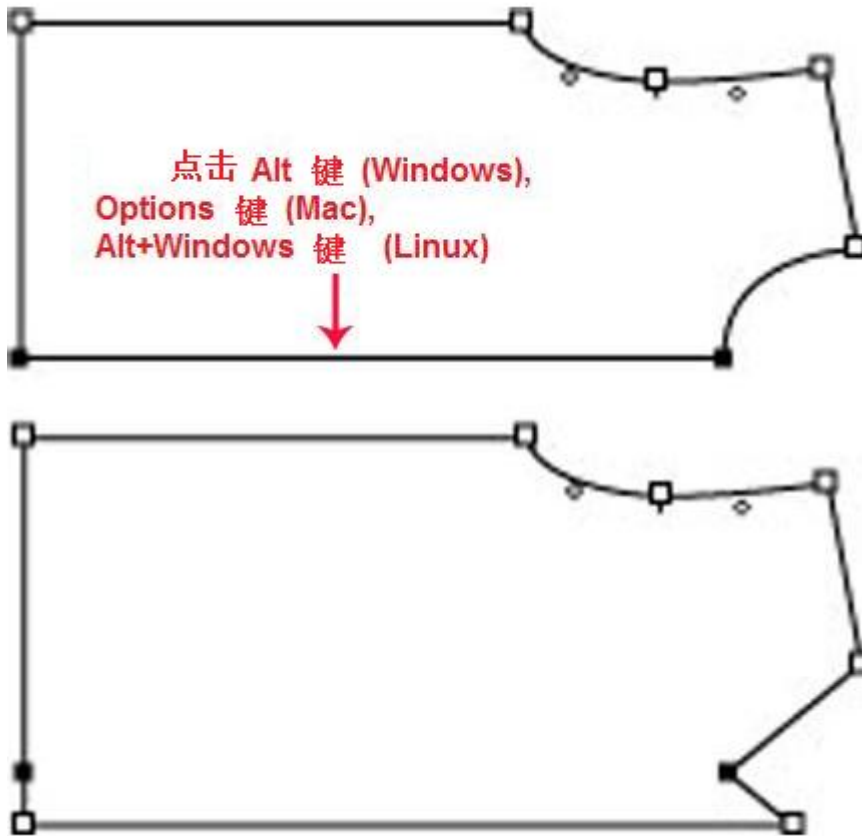 点击 Alt 键 (Windows),
Options 键 (Mac),
Alt+Windows 键 (Linux)